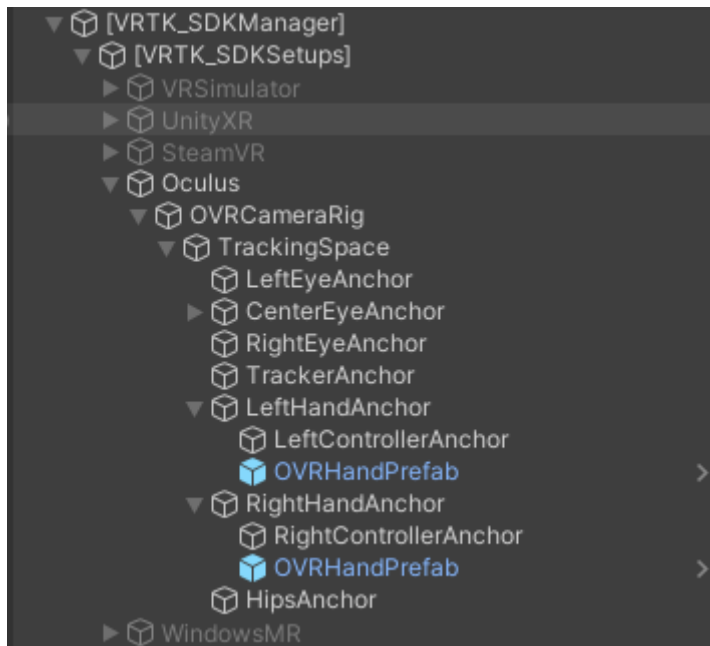 [VRTK_SDKManager]
[VRTK_SDKSetups]
VRSimulator
UnityXR
SteamVR
Oculus
OVRCameraRig
TrackingSpace
LeftEyeAnchor
CenterEyeAnchor
RightEyeAnchor
TrackerAnchor
LeftHandAnchor
LeftControllerAnchor
OVRHandPrefab
RightHandAnchor
RightControllerAnchor
OVRHandPrefab
HipsAnchor
WindowsMR